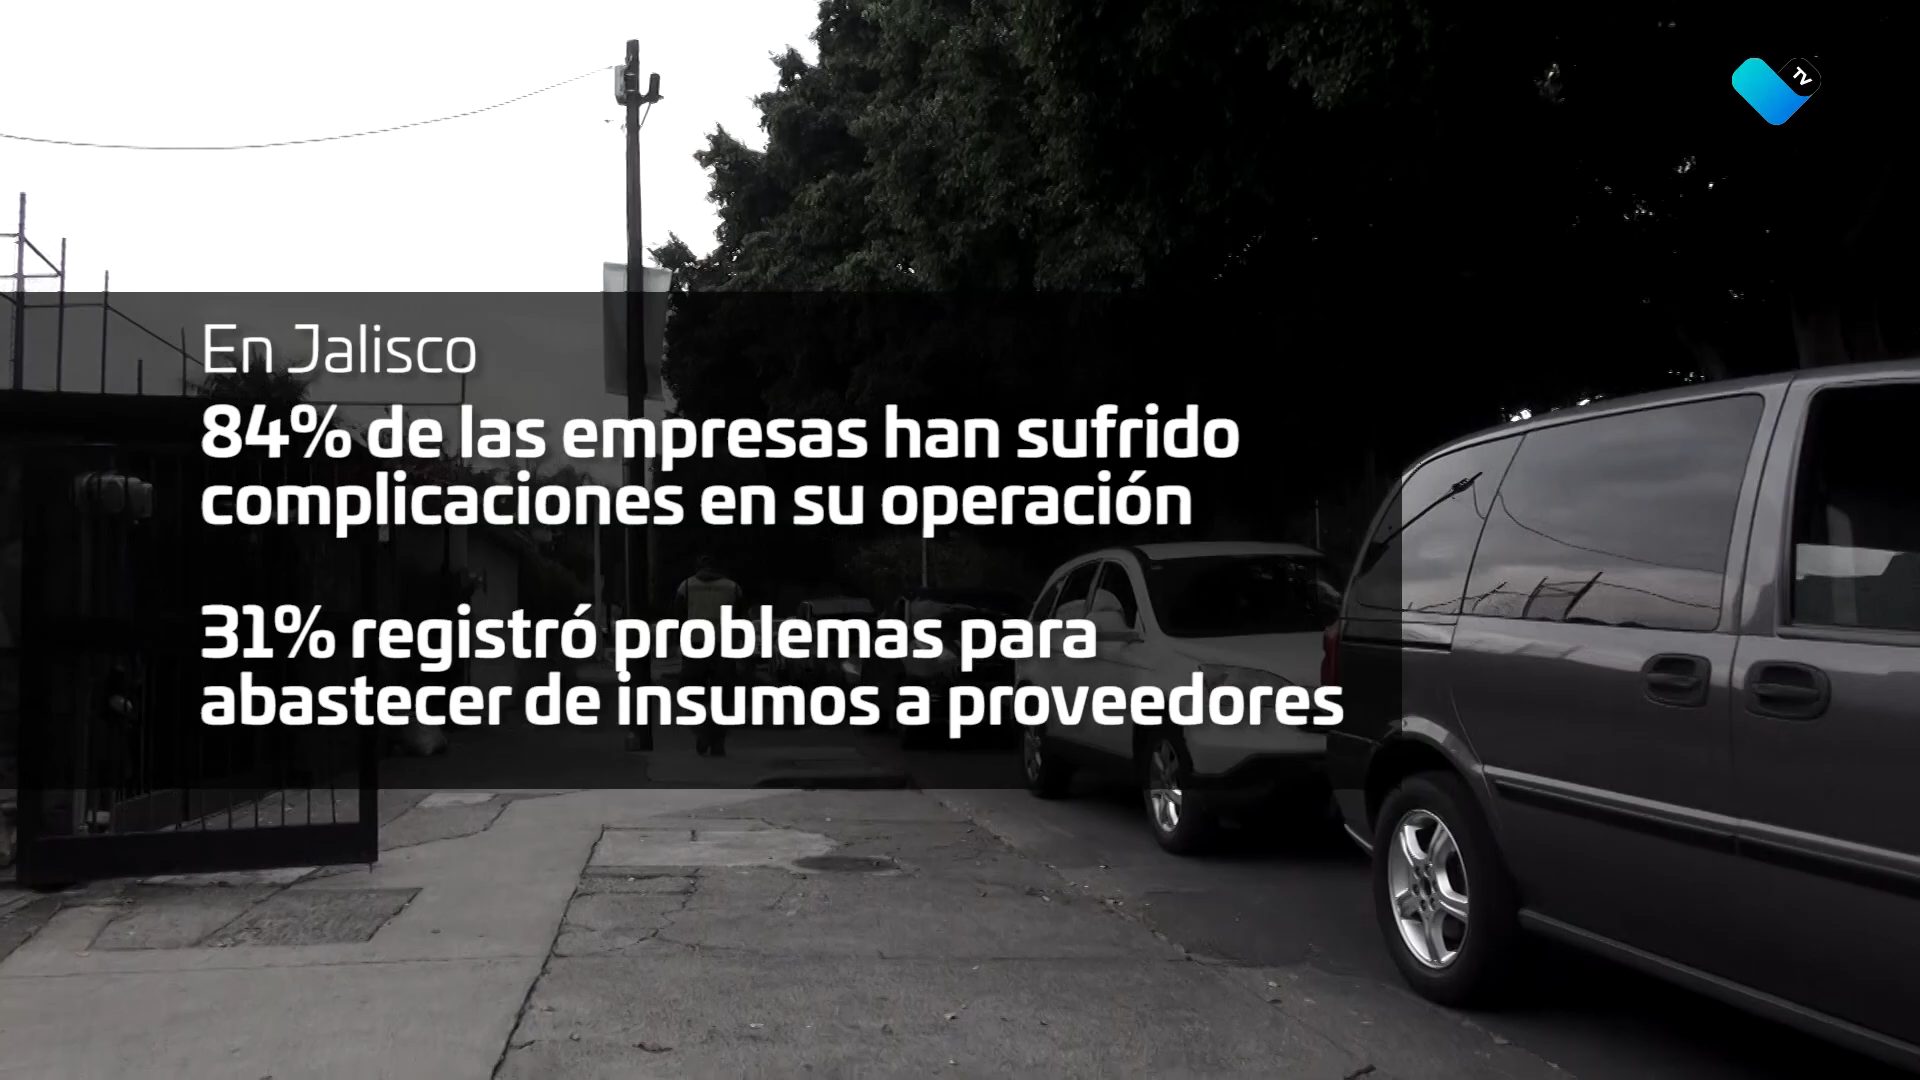 TV
En Jalisco
84% de las empresas han sufrido
complicaciones en su operación
31% registró problemas para
abastecer de insumos a proveedores